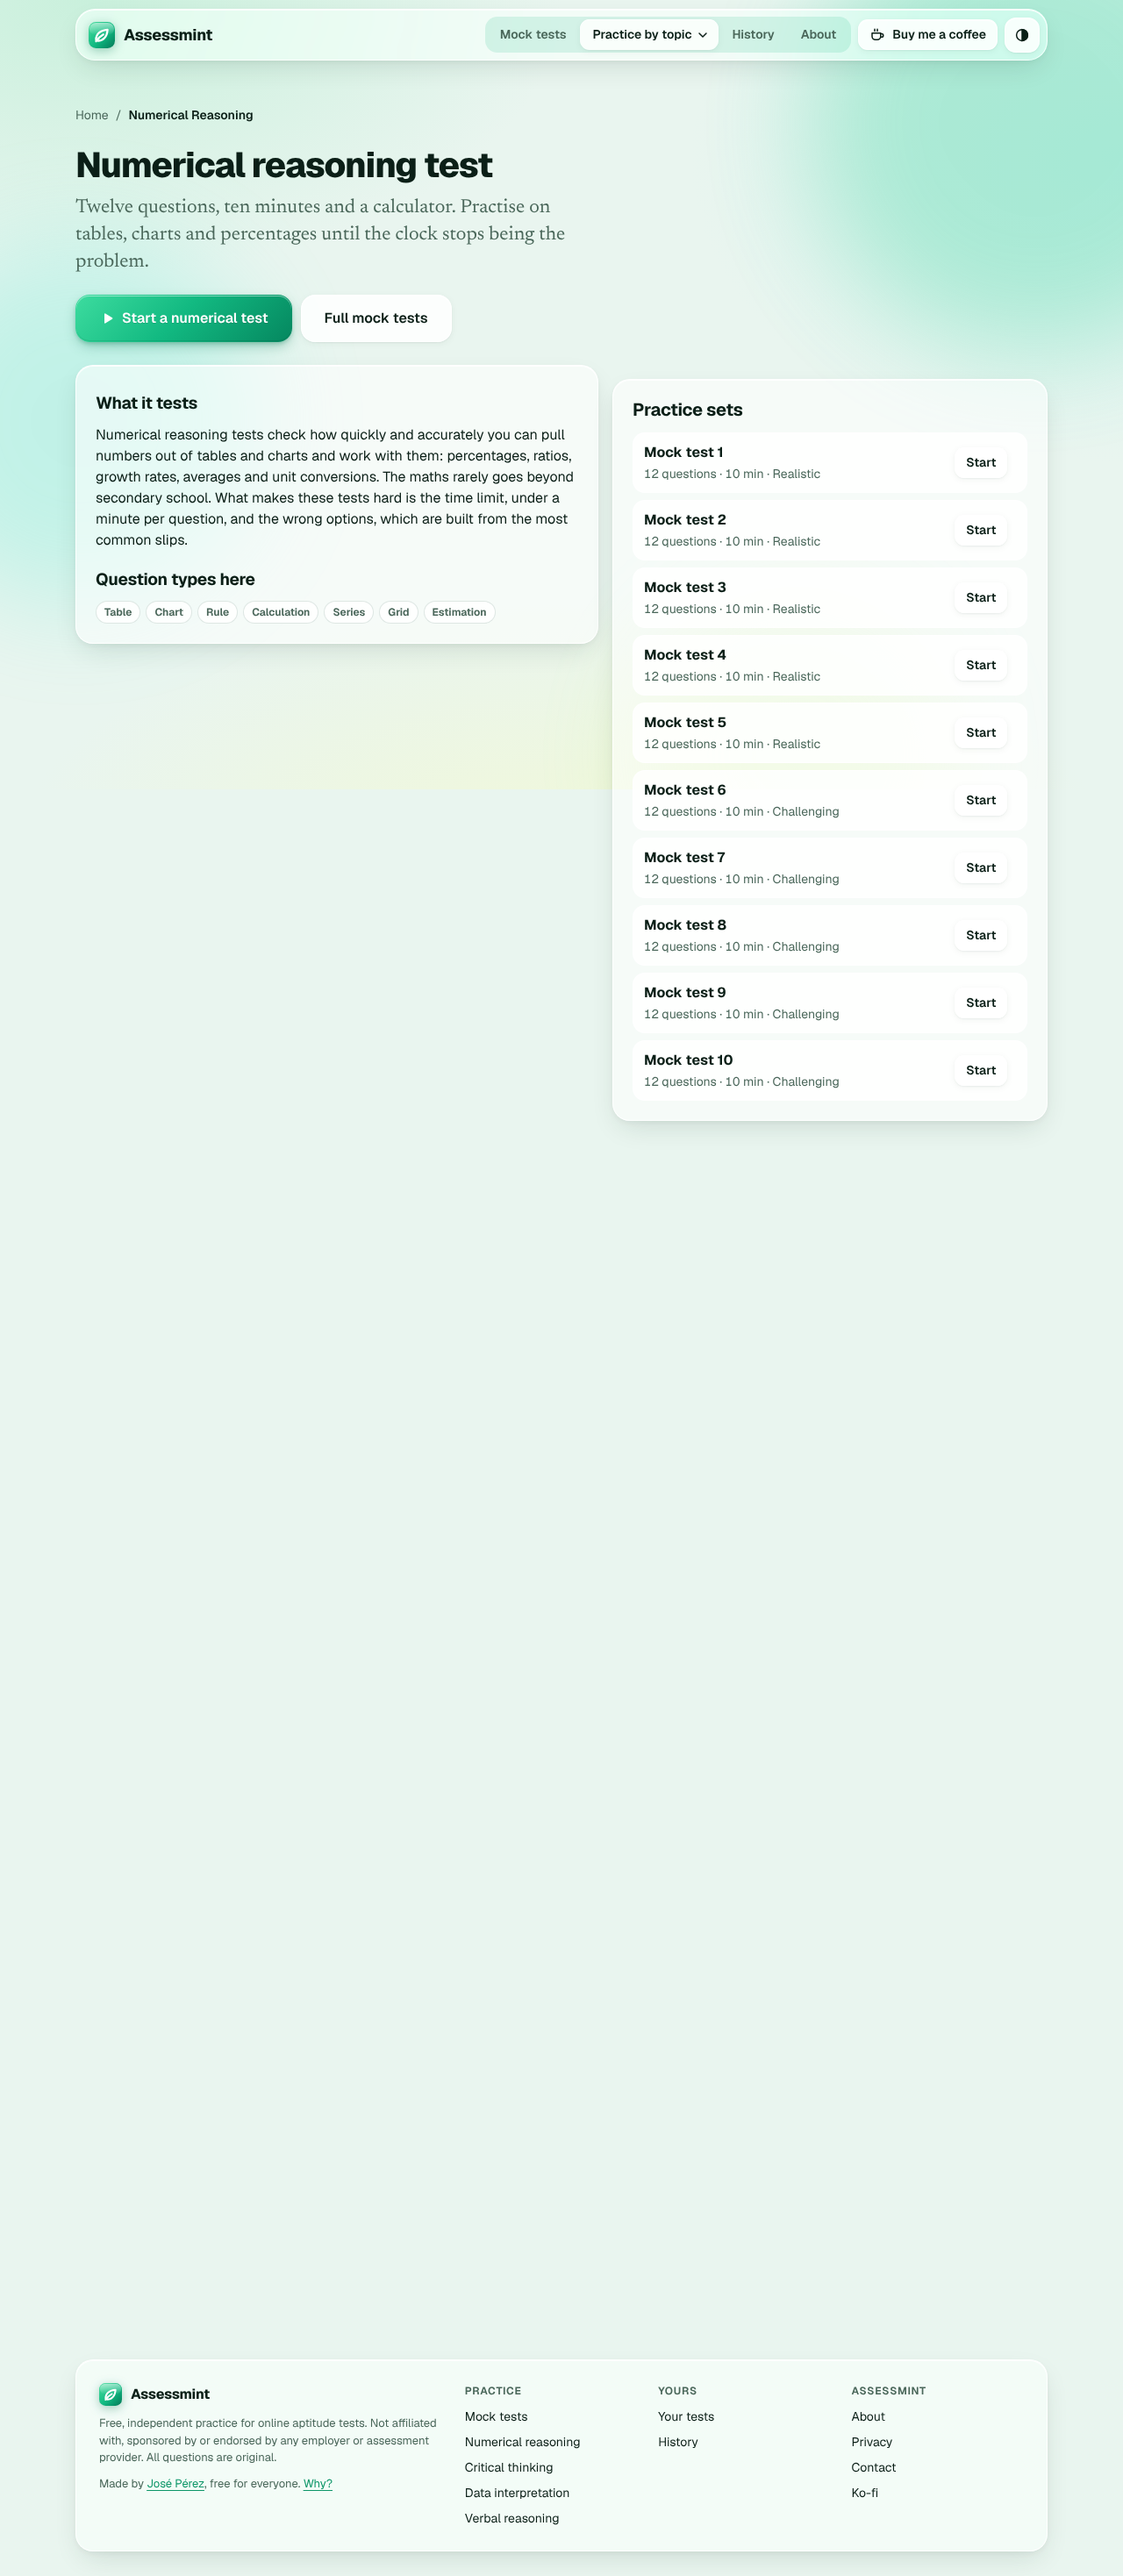 Assessmint
Mock tests
Practice by topic
History
About
Buy me a coffee
Home / Numerical Reasoning
Numerical reasoning test
Twelve questions, ten minutes and a calculator. Practise on
tables, charts and percentages until the clock stops being the
problem.
Start a numerical test
Full mock tests
What it tests
Numerical reasoning tests check how quickly and accurately you can pull
numbers out of tables and charts and work with them: percentages, ratios,
growth rates, averages and unit conversions. The maths rarely goes beyond
secondary school. What makes these tests hard is the time limit, under a
minute per question, and the wrong options, which are built from the most
common slips.
Question types here
Table
Chart
Rule
Calculation
Series
Grid
Estimation
Practice sets
Mock test 1
12 questions · 10 min · Realistic
Start
Mock test 2
12 questions · 10 min · Realistic
Start
Mock test 3
12 questions · 10 min · Realistic
Start
Mock test 4
12 questions · 10 min · Realistic
Start
Mock test 5
12 questions · 10 min · Realistic
Start
Mock test 6
12 questions · 10 min · Challenging
Start
Mock test 7
12 questions · 10 min · Challenging
Start
Mock test 8
12 questions · 10 min · Challenging
Start
Mock test 9
12 questions · 10 min · Challenging
Start
Mock test 10
12 questions · 10 min · Challenging
Start
Assessmint
Free, independent practice for online aptitude tests. Not affiliated
with, sponsored by or endorsed by any employer or assessment
provider. All questions are original.
Made by José Pérez, free for everyone. Why?
PRACTICE
Mock tests
Numerical reasoning
Critical thinking
Data interpretation
Verbal reasoning
YOURS
Your tests
History
ASSESSMINT
About
Privacy
Contact
Ko-fi